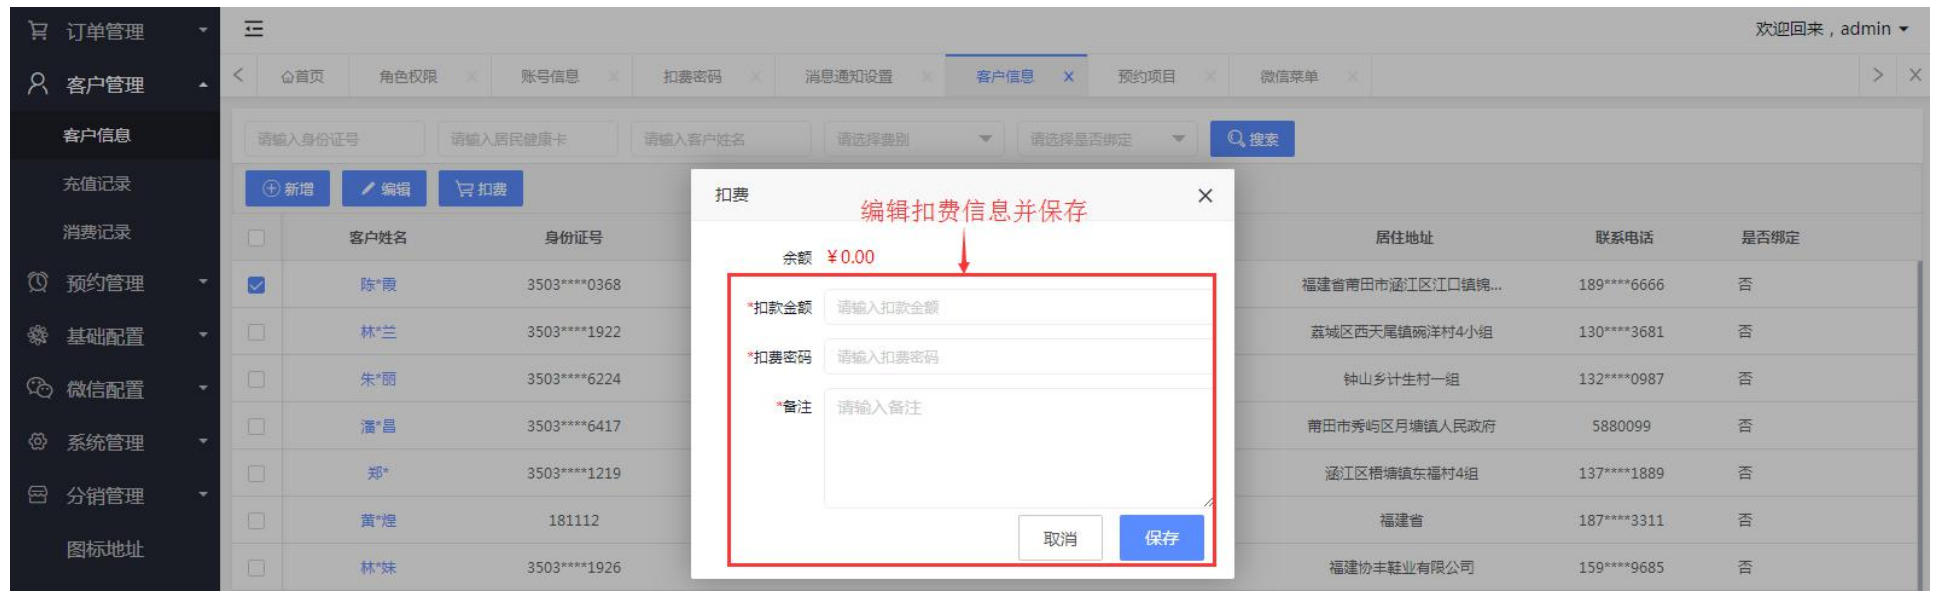 订单管理
欢迎回来，admin
首页 角色权限 账号信息 扣费密码 消息通知设置 客户信息 预约项目 微信菜单
客户管理
客户信息
请输入身份证号 请输入居民健康卡 请输入客户姓名 请选择费别 请选择是否绑定 搜索
充值记录
新增 编辑 扣费
扣费
编辑扣费信息并保存
消费记录
客户姓名 身份证号 居住地址 联系电话 是否绑定
余额 ￥0.00
预约管理
陈*霞 3503****0368 福建省莆田市涵江区江口镇锦... 189****6666 否
*扣款金额 请输入扣款金额
基础配置
林*兰 3503****1922 荔城区西天尾镇碗洋村4小组 130****3681 否
*扣费密码 请输入扣费密码
微信配置
朱*丽 3503****6224 钟山乡计生村一组 132****0987 否
*备注 请输入备注
系统管理
潘*昌 3503****6417 莆田市秀屿区月塘镇人民政府 5880099 否
郑* 3503****1219 涵江区梧塘镇东福村4组 137****1889 否
分销管理
黄*煌 181112 福建省 187****3311 否
取消 保存
图标地址
林*妹 3503****1926 福建协丰鞋业有限公司 159****9685 否